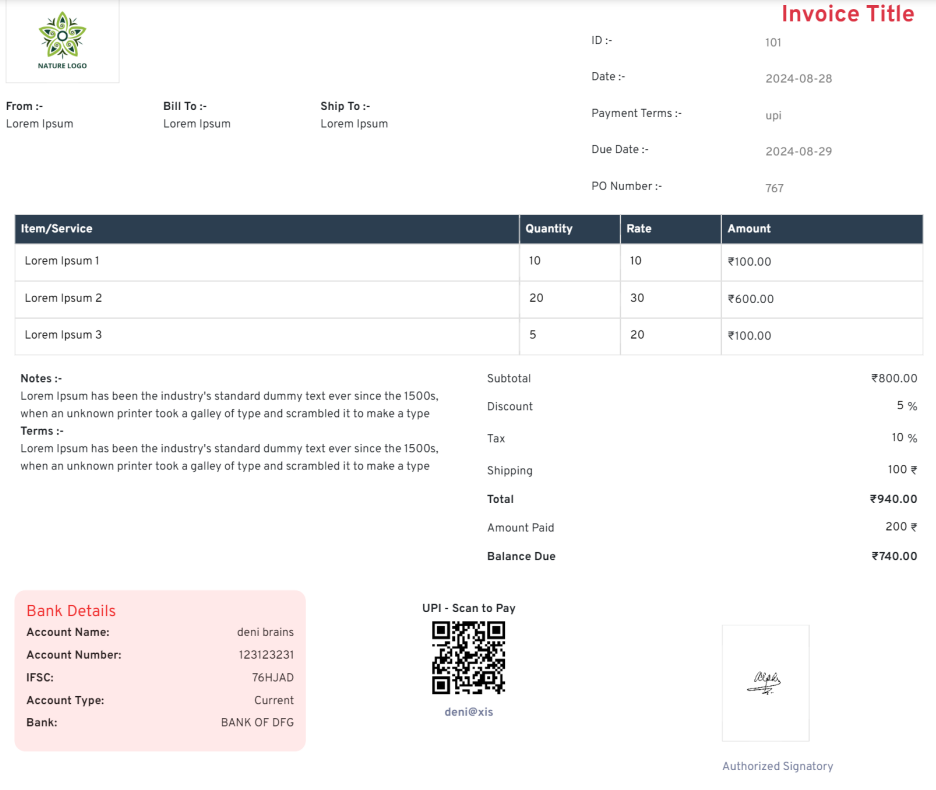 Invoice Title
NATURE LOGO
ID :- 101
Date :- 2024-08-28
Payment Terms :- upi
Due Date :- 2024-08-29
PO Number :- 767
From :- Bill To :- Ship To :-
Lorem Ipsum Lorem Ipsum Lorem Ipsum
Item/Service Quantity Rate Amount
Lorem Ipsum 1 10 10 ₹100.00
Lorem Ipsum 2 20 30 ₹600.00
Lorem Ipsum 3 5 20 ₹100.00
Notes :-
Lorem Ipsum has been the industry's standard dummy text ever since the 1500s,
when an unknown printer took a galley of type and scrambled it to make a type
Terms :-
Lorem Ipsum has been the industry's standard dummy text ever since the 1500s,
when an unknown printer took a galley of type and scrambled it to make a type
Subtotal ₹800.00
Discount 5 %
Tax 10 %
Shipping 100 ₹
Total ₹940.00
Amount Paid 200 ₹
Balance Due ₹740.00
Bank Details
Account Name: deni brains
Account Number: 123123231
IFSC: 76HJAD
Account Type: Current
Bank: BANK OF DFG
UPI - Scan to Pay
deni@xis
Authorized Signatory